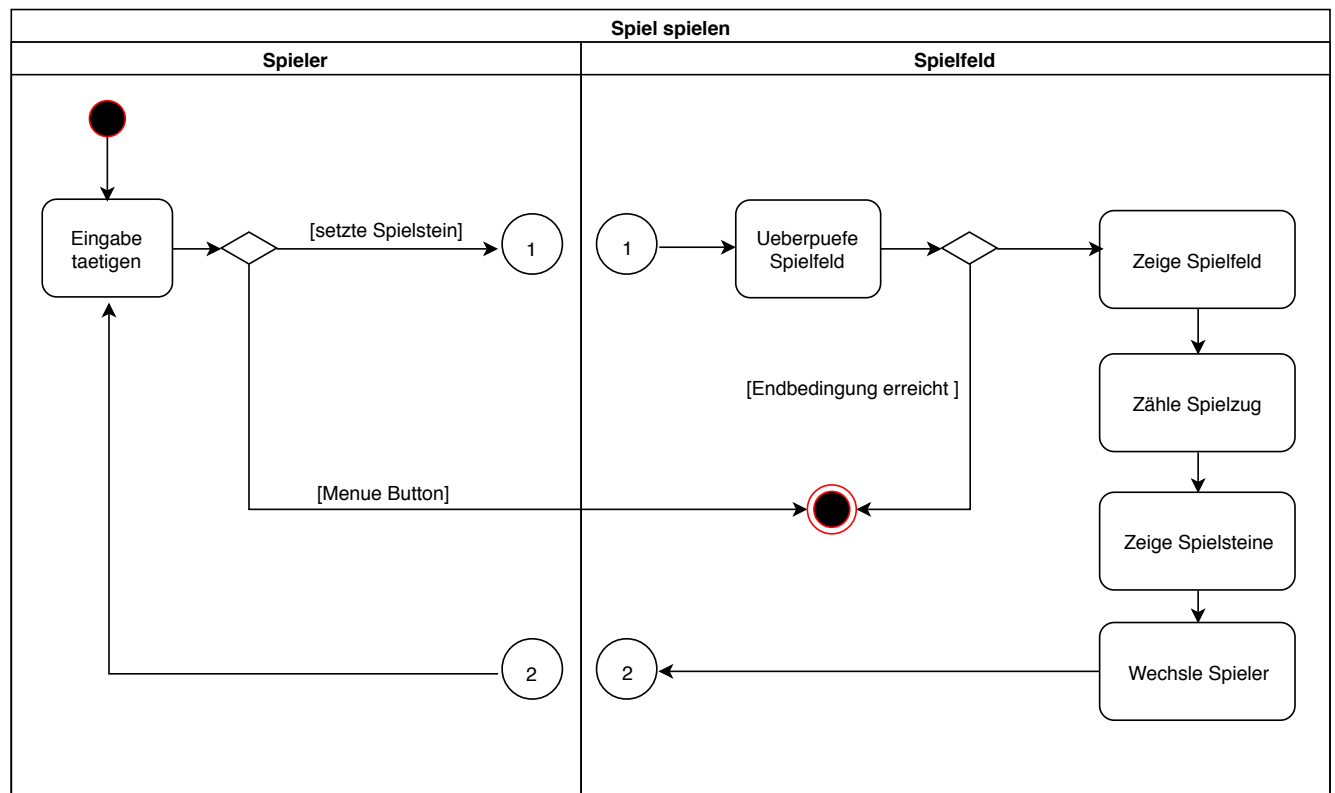 Spiel spielen
Spieler
Spielfeld
Eingabe
taetigen
[setzte Spielstein]
1
1
Ueberpuefe
Spielfeld
Zeige Spielfeld
[Endbedingung erreicht ]
Zähle Spielzug
[Menue Button]
Zeige Spielsteine
2
2
Wechsle Spieler